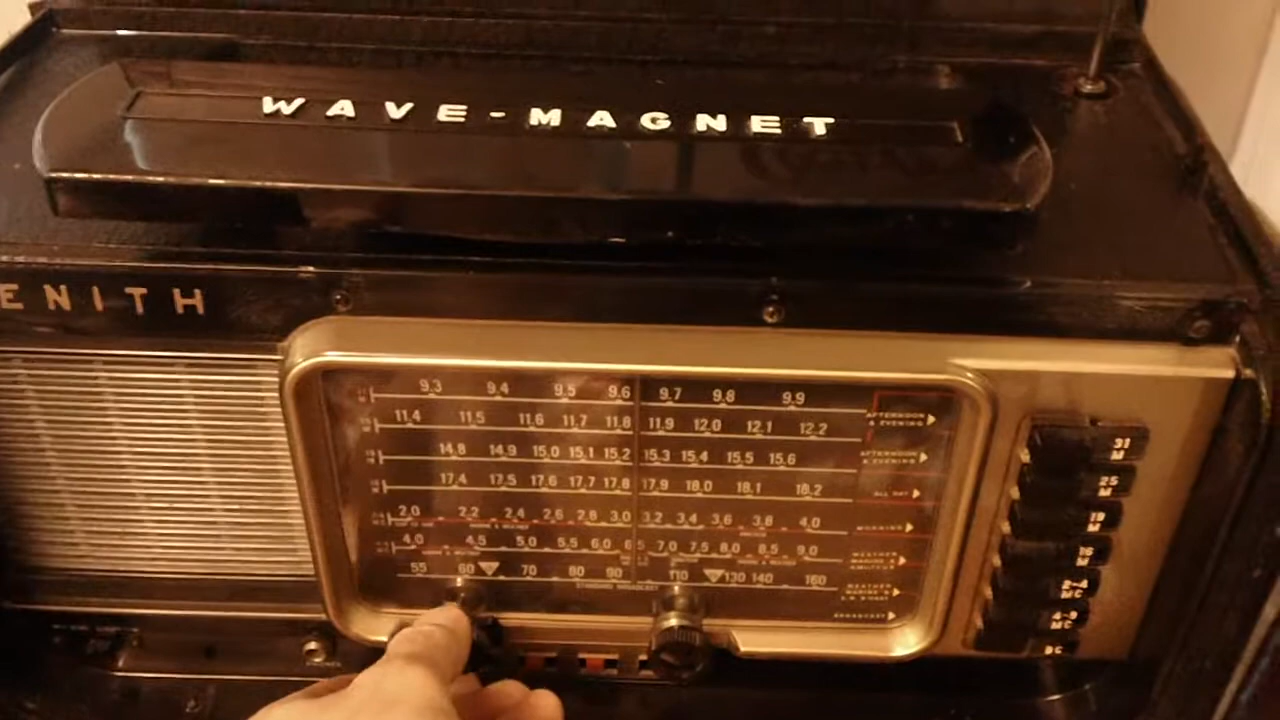 WAVE-MAGNET
ENITH
9.3 9.4 9.5 9.6 9.7 9.8 9.9
AFTERNOON
& EVENING
11.4 11.5 11.6 11.7 11.8 11.9 12.0 12.1 12.2
14.8 14.9 15.0 15.1 15.2 15.3 15.4 15.5 15.6
AFTERNOON
& EVENING
17.4 17.5 17.6 17.7 17.8 17.9 18.0 18.1 18.2
ALL DAY
2.0 2.2 2.4 2.6 2.8 3.0 3.2 3.4 3.6 3.8 4.0
MORNING
4.0 4.5 5.0 5.5 6.0 7.0 7.5 8.0 8.5 9.0
WEATHER
MARINE &
AMATEUR
55 60 70 80 90 110 130 140 160
STANDARD BROADCAST
WEATHER
MARINE &
BROADCAST
31
M
25
M
19
M
16
M
2-4
MC
4-9
MC
BC